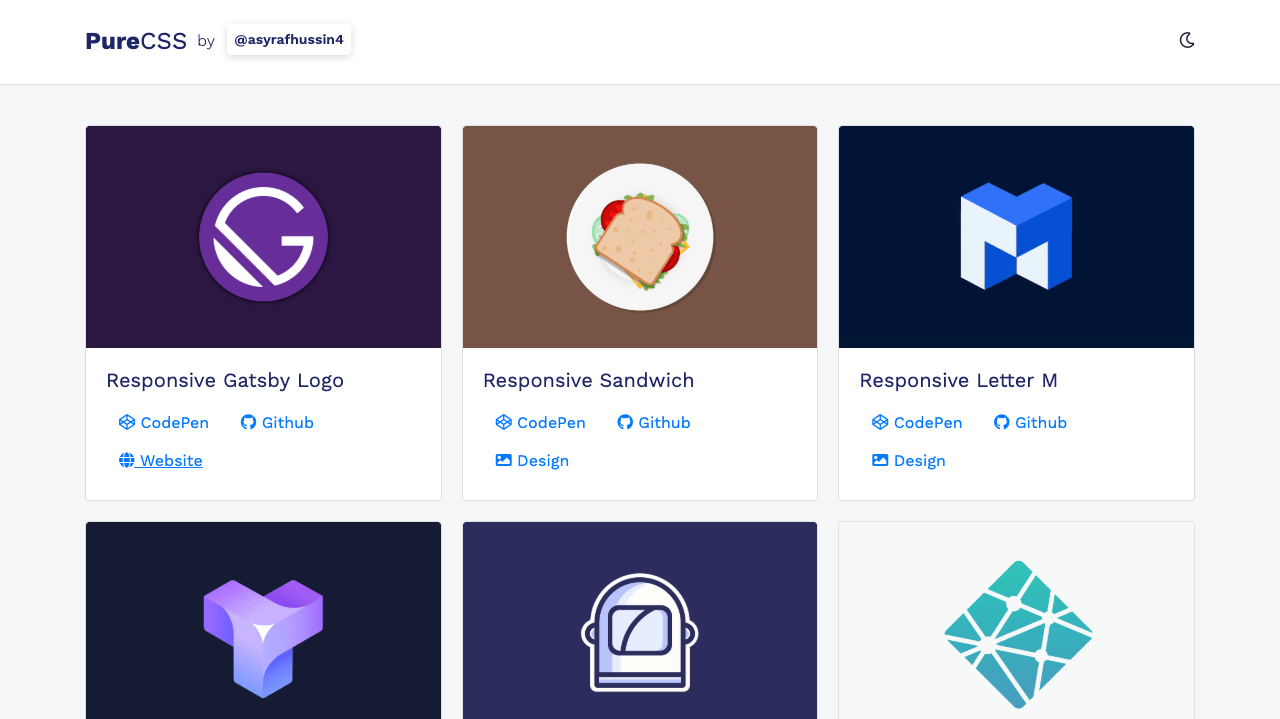 PureCSS by @asyrafhussin4
Responsive Gatsby Logo
CodePen Github
Website
Responsive Sandwich
CodePen Github
Design
Responsive Letter M
CodePen Github
Design